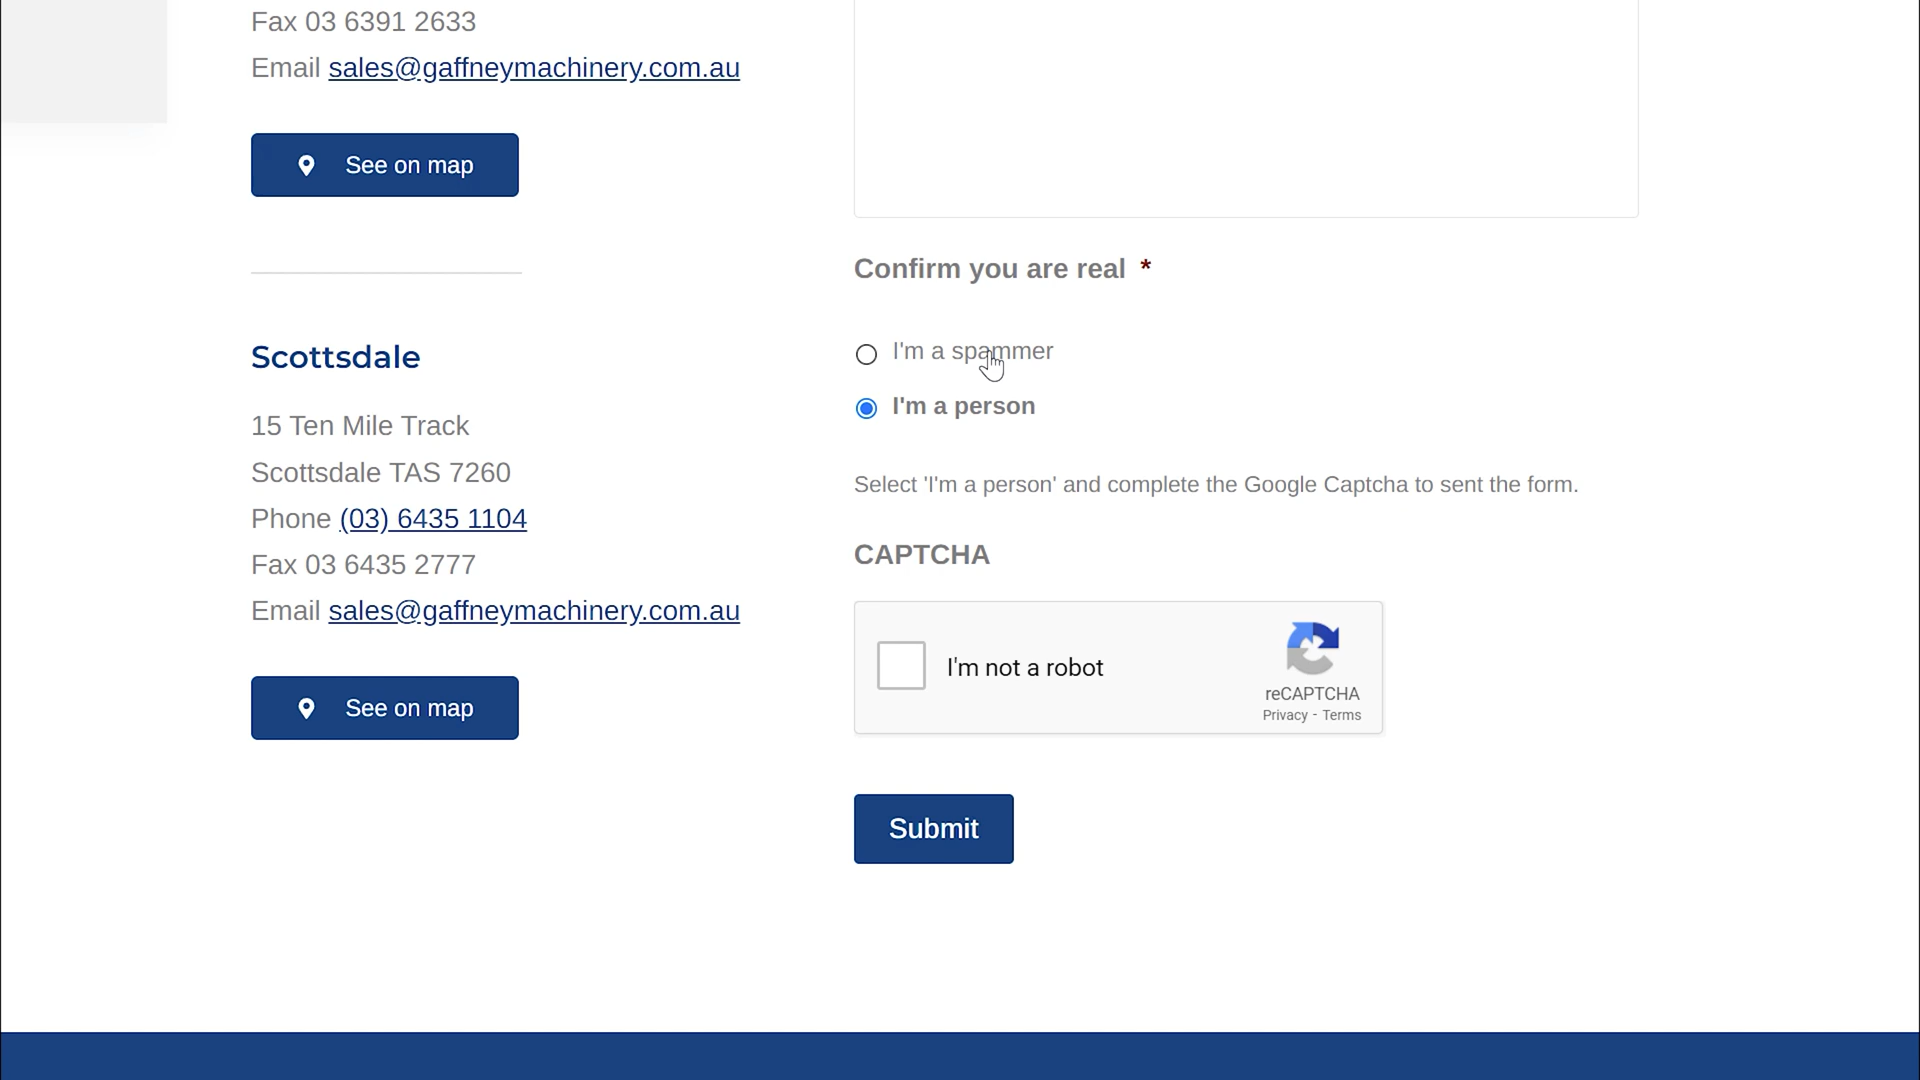 Fax 03 6391 2633
Email sales@gaffneymachinery.com.au
See on map
Scottsdale
15 Ten Mile Track
Scottsdale TAS 7260
Phone (03) 6435 1104
Fax 03 6435 2777
Email sales@gaffneymachinery.com.au
See on map
Confirm you are real *
I'm a spammer
I'm a person
Select 'I'm a person' and complete the Google Captcha to sent the form.
CAPTCHA
I'm not a robot
reCAPTCHA
Privacy - Terms
Submit